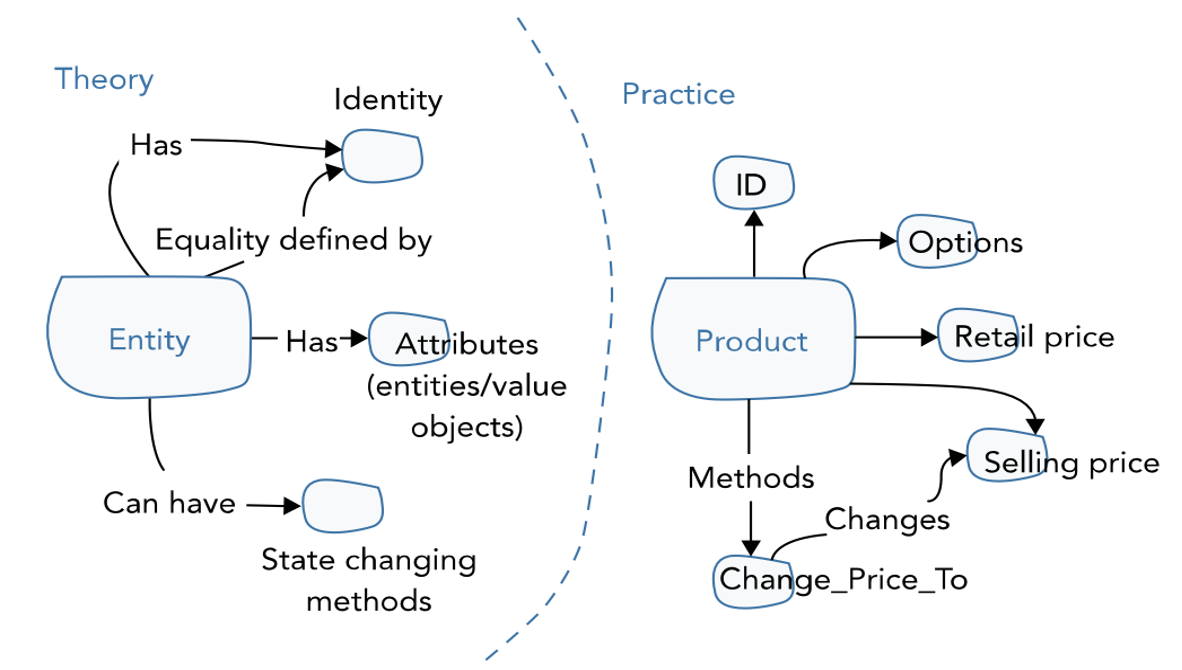 Theory
Identity
Has
Equality defined by
Entity
Has
Attributes
(entities/value
objects)
Can have
State changing
methods
Practice
ID
Options
Product
Retail price
Selling price
Methods
Changes
Change_Price_To